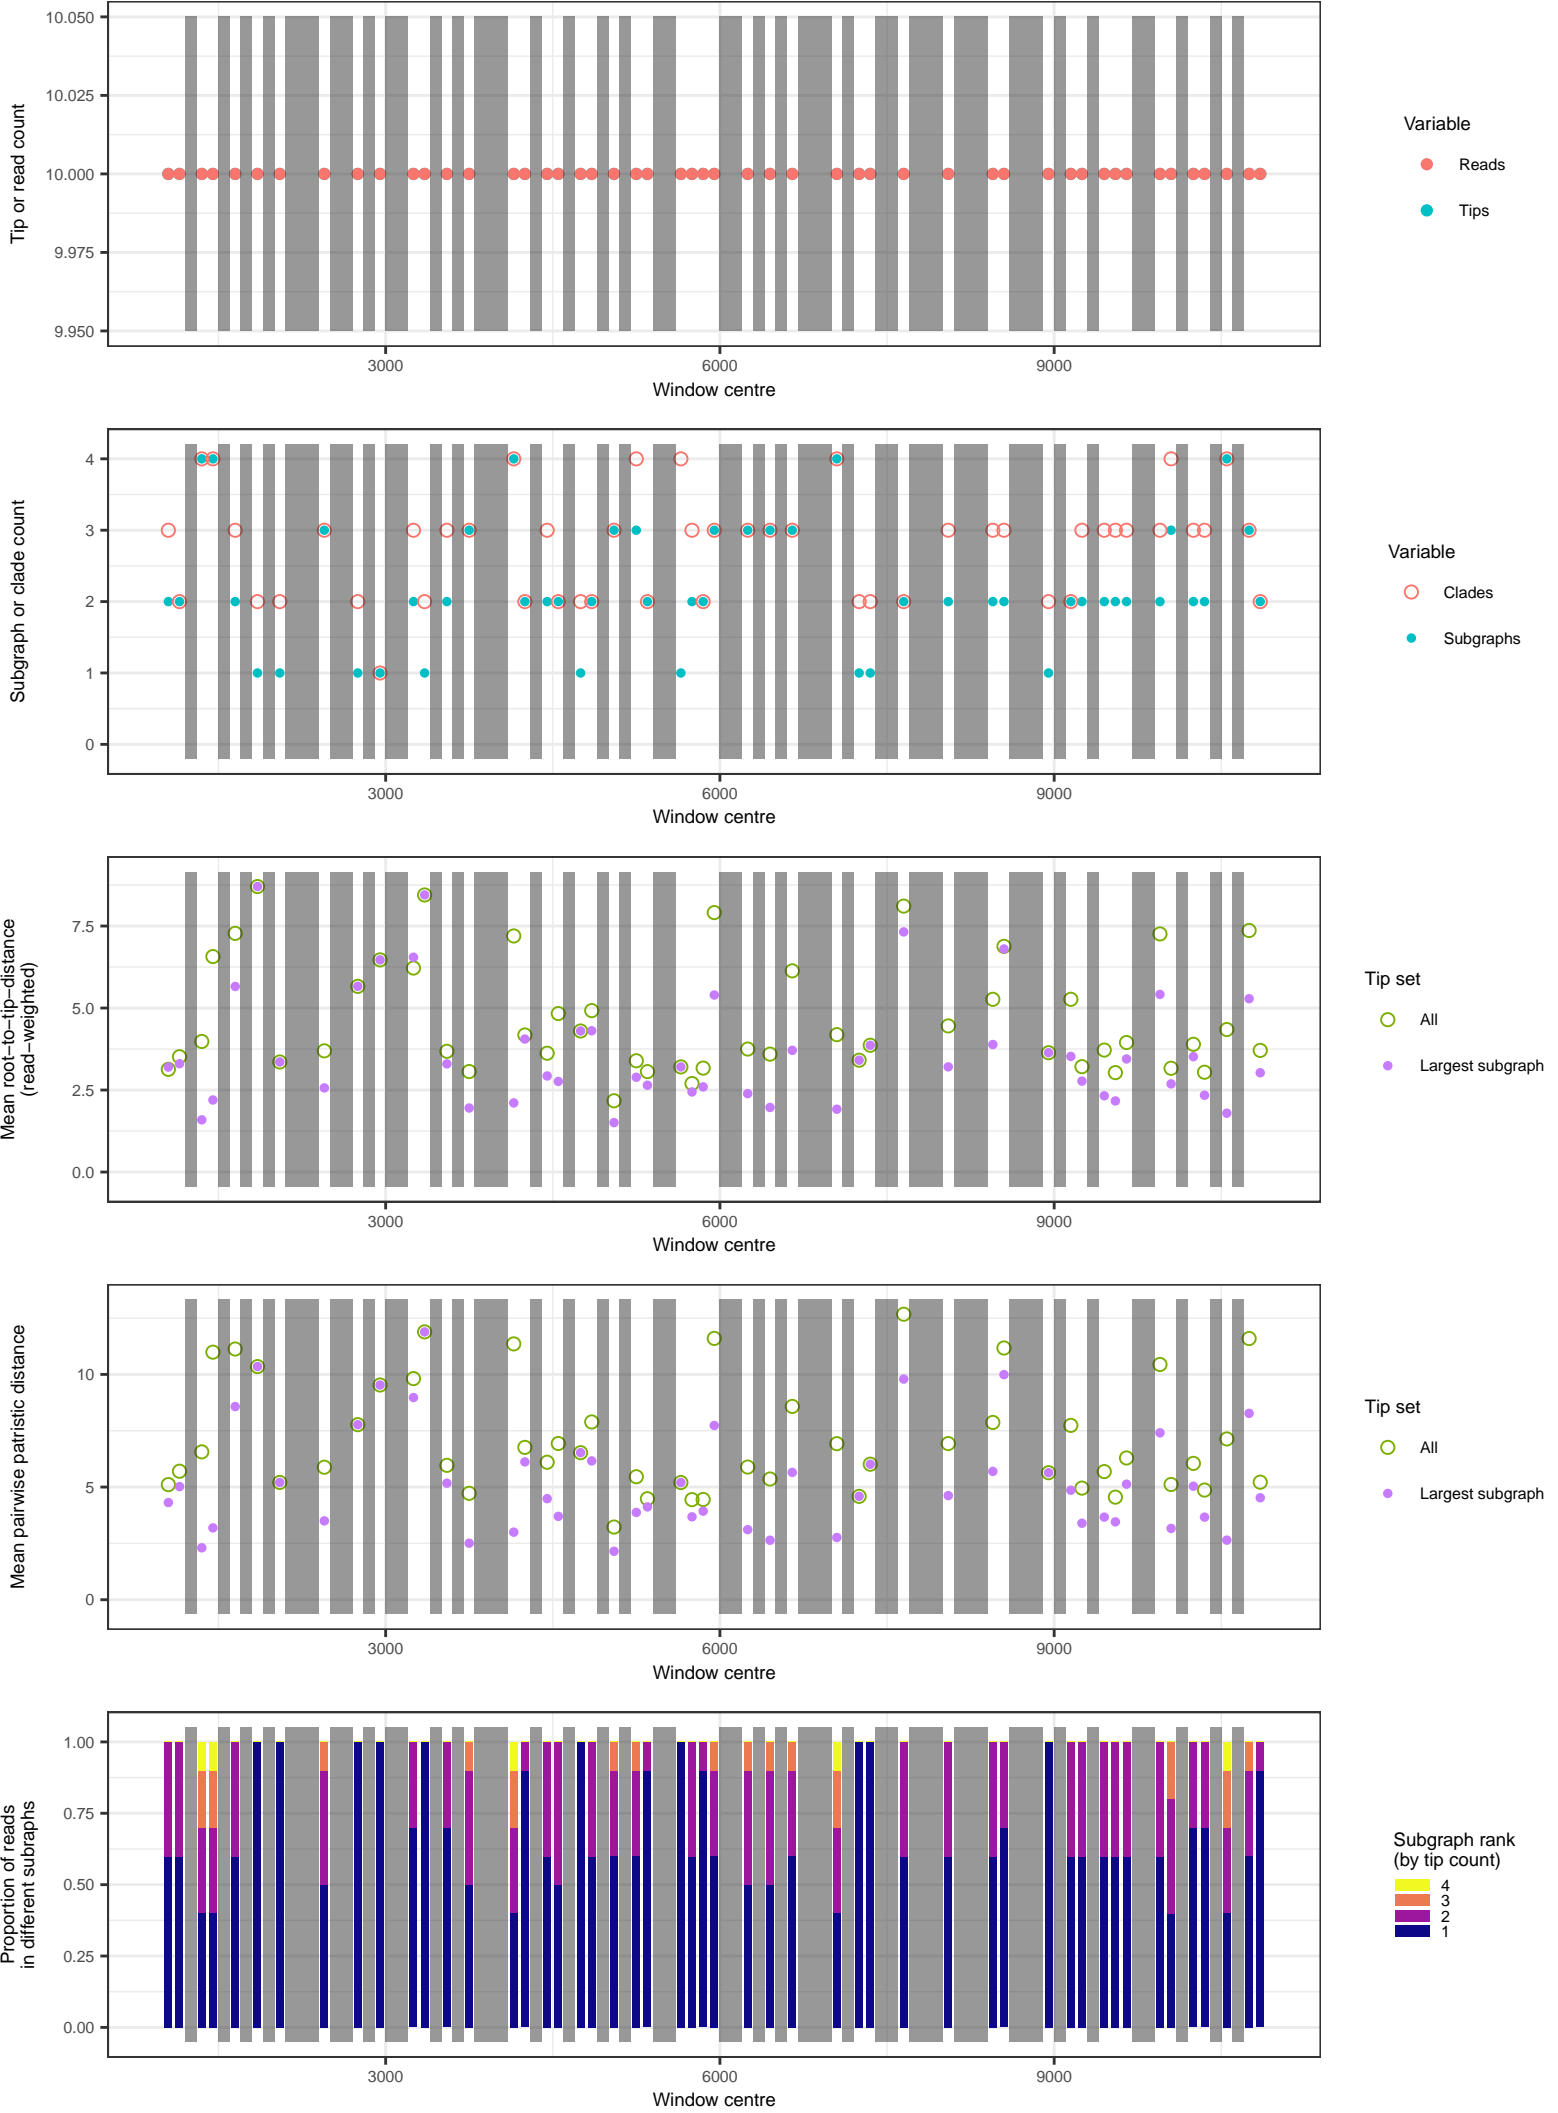 10.050
10.025
10.000
9.975
9.950
Tip or read count
3000
6000
9000
Window centre
Variable
Reads
Tips
4
3
2
1
0
Subgraph or clade count
3000
6000
9000
Window centre
Variable
Clades
Subgraphs
7.5
5.0
2.5
0.0
Mean root−to−tip−distance
(read−weighted)
3000
6000
9000
Window centre
Tip set
All
Largest subgraph
10
5
0
Mean pairwise patristic distance
3000
6000
9000
Window centre
Tip set
All
Largest subgraph
1.00
0.75
0.50
0.25
0.00
Proportion of reads
in different subraphs
3000
6000
9000
Window centre
Subgraph rank
(by tip count)
4
3
2
1